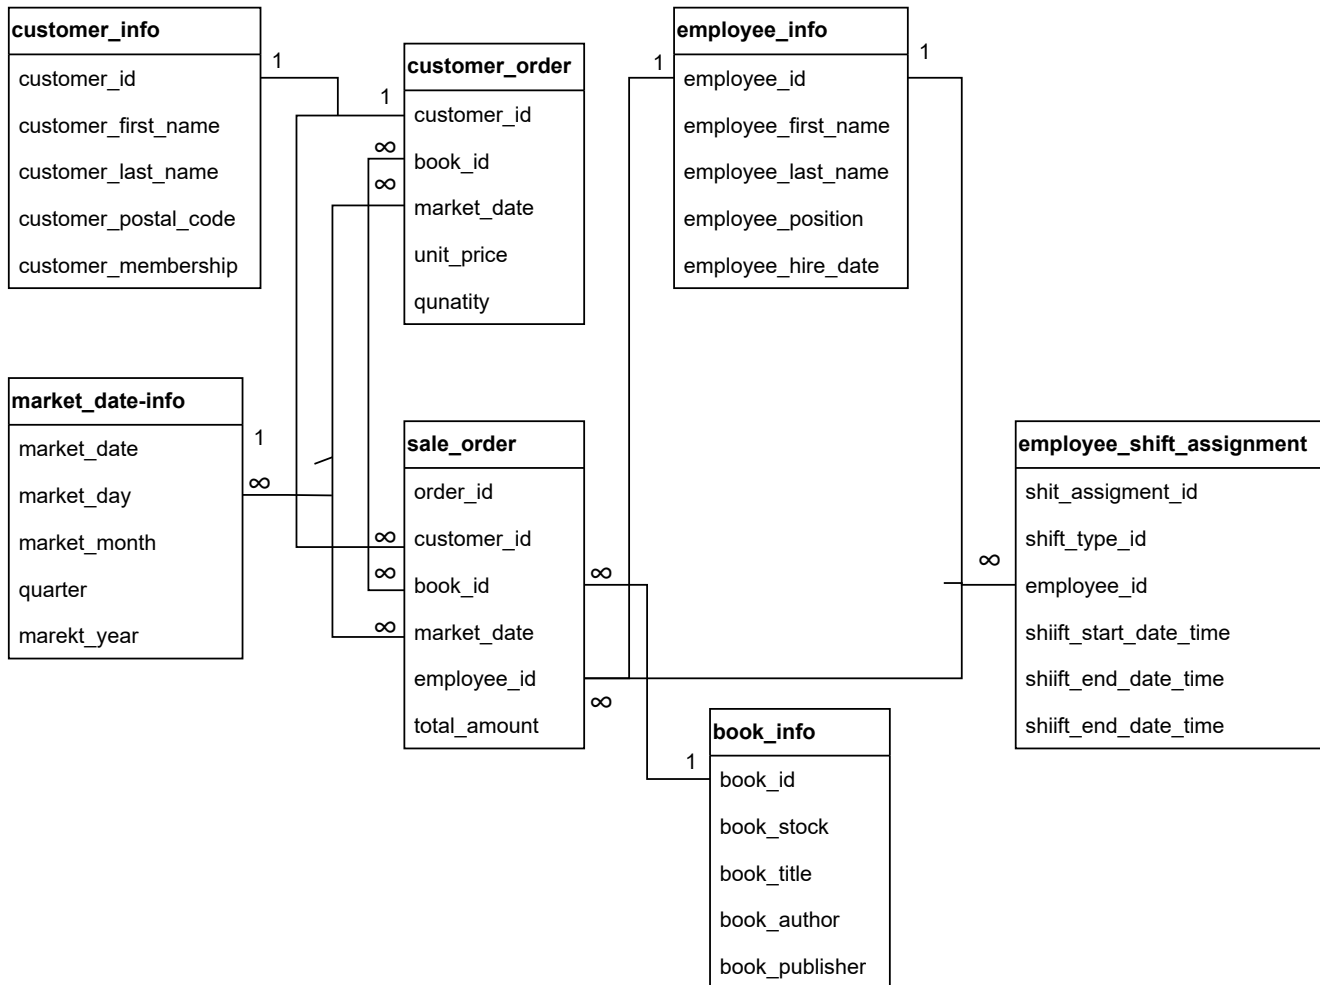 customer_info
customer_id
customer_first_name
customer_last_name
customer_postal_code
customer_membership
1
1
customer_order
customer_id
∞
book_id
∞
market_date
unit_price
qunatity
1
employee_info
1
employee_id
employee_first_name
employee_last_name
employee_position
employee_hire_date
market_date-info
1
market_date
∞
market_day
market_month
quarter
marekt_year
sale_order
order_id
∞
customer_id
∞
book_id
∞
∞
market_date
employee_id
∞
total_amount
employee_shift_assignment
shit_assigment_id
shift_type_id
∞
employee_id
shiift_start_date_time
shiift_end_date_time
shiift_end_date_time
book_info
1
book_id
book_stock
book_title
book_author
book_publisher